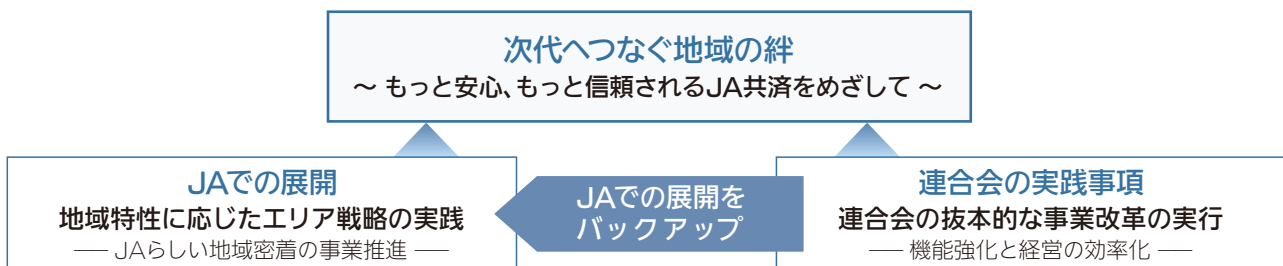 次代へつなぐ地域の絆
～ もっと安心、もっと信頼されるJA共済をめざして ～
JAでの展開
地域特性に応じたエリア戦略の実践
── JAらしい地域密着の事業推進 ──
JAでの展開を
バックアップ
連合会の実践事項
連合会の抜本的な事業改革の実行
── 機能強化と経営の効率化 ──